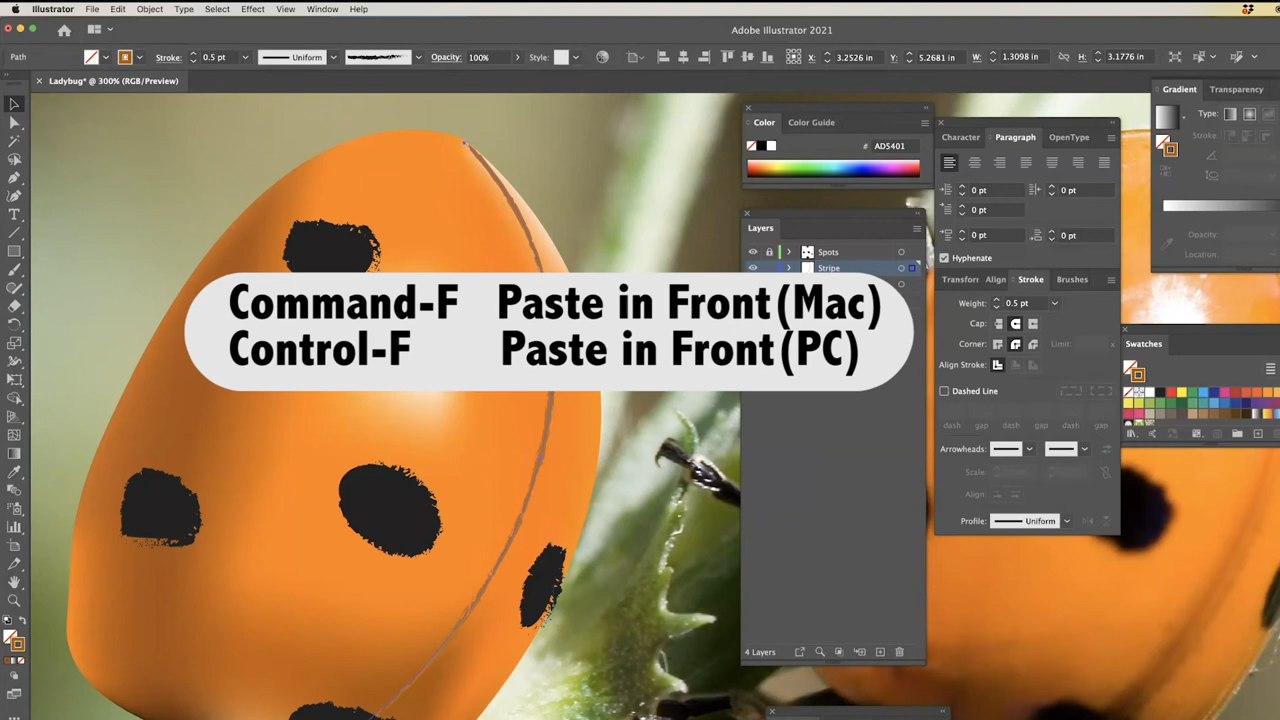 Illustrator File Edit Object Type Select Effect View Window Help
Adobe Illustrator 2021
Path Stroke: 0.5 pt Uniform Opacity: 100% Style: X: 3.2526 in Y: 5.2681 in W: 1.3098 in H: 3.1776 in
× Ladybug* @ 300% (RGB/Preview)
Gradient Transparency
Type:
Stroke:
Opacity:
Location:
Color Color Guide
# AD5401
Character Paragraph OpenType
0 pt 0 pt
0 pt
0 pt 0 pt
Hyphenate
Layers
Spots
Stripe
Transform Align Stroke Brushes
Weight: 0.5 pt
Cap:
Corner: Limit: x
Align Stroke:
Dashed Line
dash gap dash gap dash gap
Arrowheads:
Scale:
Align:
Profile: Uniform
Swatches
4 Layers
Command-F Paste in Front (Mac)
Control-F Paste in Front (PC)